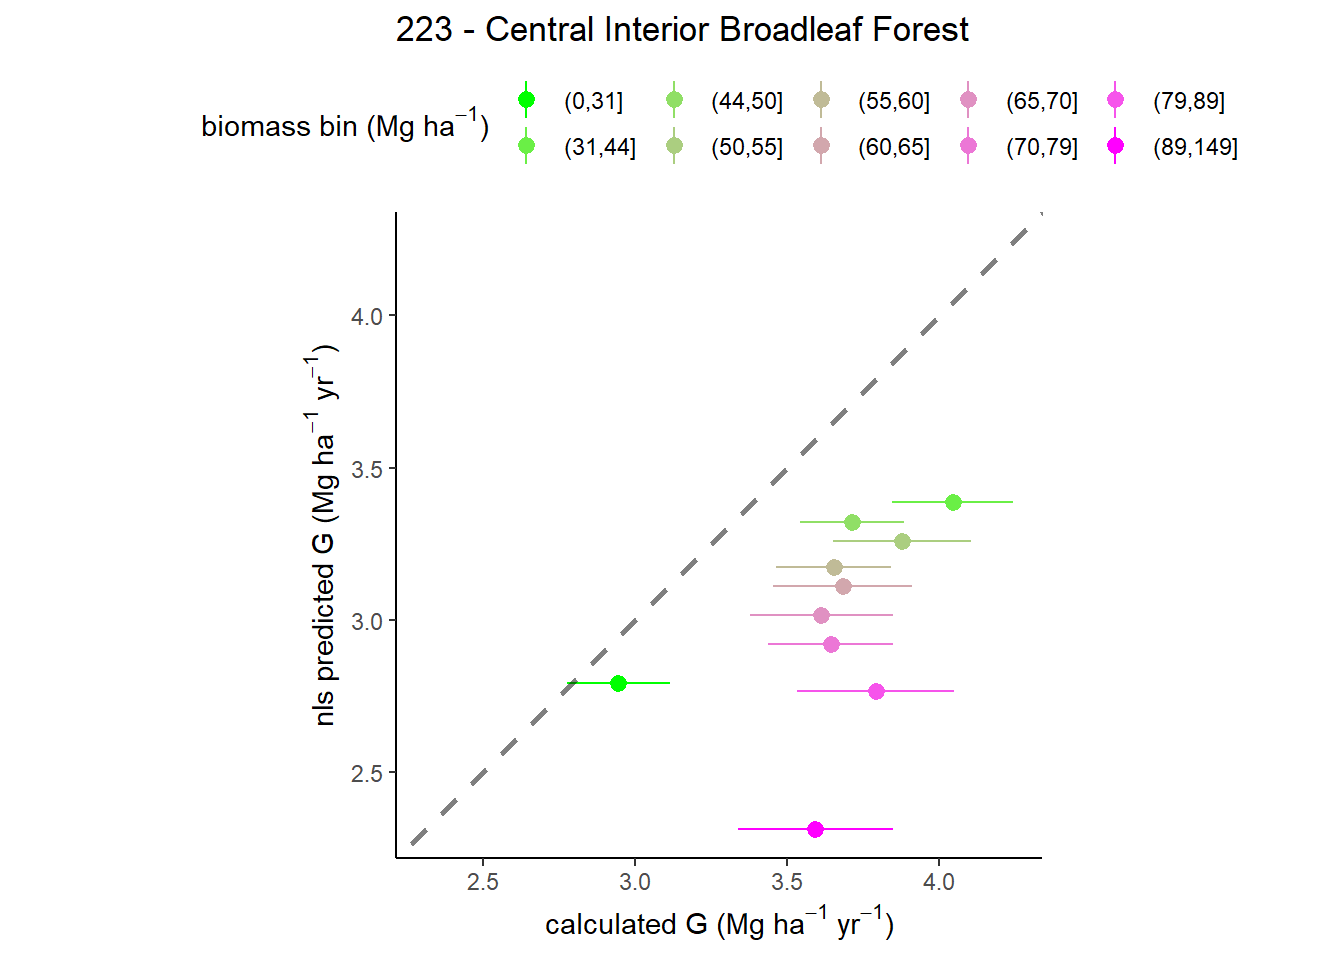 223 - Central Interior Broadleaf Forest
biomass bin (Mg ha⁻¹)
(0,31] (44,50] (55,60] (65,70] (79,89]
(31,44] (50,55] (60,65] (70,79] (89,149]
nls predicted G (Mg ha⁻¹ yr⁻¹)
4.0
3.5
3.0
2.5
2.5 3.0 3.5 4.0
calculated G (Mg ha⁻¹ yr⁻¹)